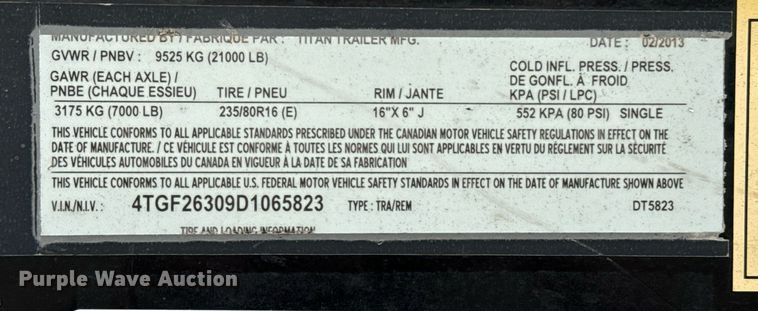 MANUFACTURED BY / FABRIQUE PAR : TITAN TRAILER MFG. DATE : 02/2013
GVWR / PNBV : 9525 KG (21000 LB)
GAWR (EACH AXLE) /
PNBE (CHAQUE ESSIEU) TIRE / PNEU RIM / JANTE COLD INFL. PRESS. / PRESS.
DE GONFL. À FROID
KPA (PSI / LPC)
3175 KG (7000 LB) 235/80R16 (E) 16"X 6" J 552 KPA (80 PSI) SINGLE
THIS VEHICLE CONFORMS TO ALL APPLICABLE STANDARDS PRESCRIBED UNDER THE CANADIAN MOTOR VEHICLE SAFETY REGULATIONS IN EFFECT ON THE
DATE OF MANUFACTURE. / CE VÉHICULE EST CONFORME À TOUTES LES NORMES QUI LUI SONT APPLICABLES EN VERTU DU RÉGLEMENT SUR LA SÉCURITÉ
DES VÉHICULES AUTOMOBILES DU CANADA EN VIGUEUR À LA DATE DE SA FABRICATION
THIS VEHICLE CONFORMS TO ALL APPLICABLE U.S. FEDERAL MOTOR VEHICLE SAFETY STANDARDS IN EFFECT ON THE DATE OF MANUFACTURE SHOWN ABOVE
V.I.N./N.I.V. : 4TGF26309D1065823 TYPE : TRA/REM DT5823
TIRE AND LOADING INFORMATION
Purple Wave Auction